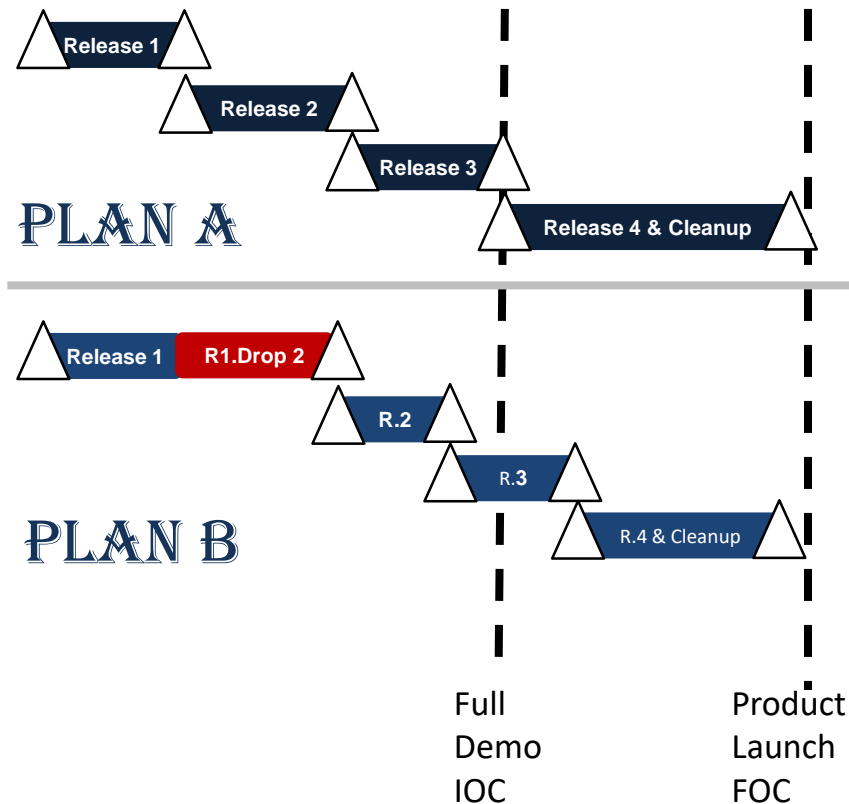 Release 1
Release 2
Release 3
Release 4 & Cleanup
PLAN A
Release 1
R1.Drop 2
R.2
R.3
R.4 & Cleanup
PLAN B
Full
Demo
IOC
Product
Launch
FOC